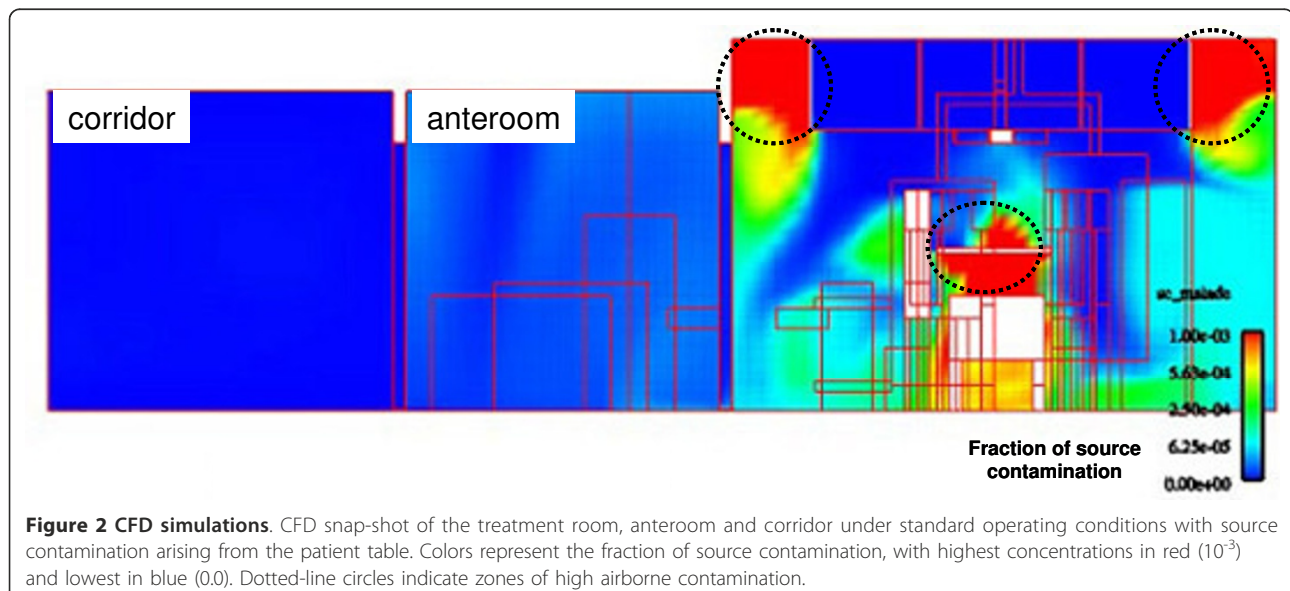 corridor
anteroom
sc_malade
1.00e-03
5.63e-04
2.50e-04
6.25e-05
0.00e+00
Fraction of source
contamination
Figure 2 CFD simulations. CFD snap-shot of the treatment room, anteroom and corridor under standard operating conditions with source
contamination arising from the patient table. Colors represent the fraction of source contamination, with highest concentrations in red (10⁻³)
and lowest in blue (0.0). Dotted-line circles indicate zones of high airborne contamination.